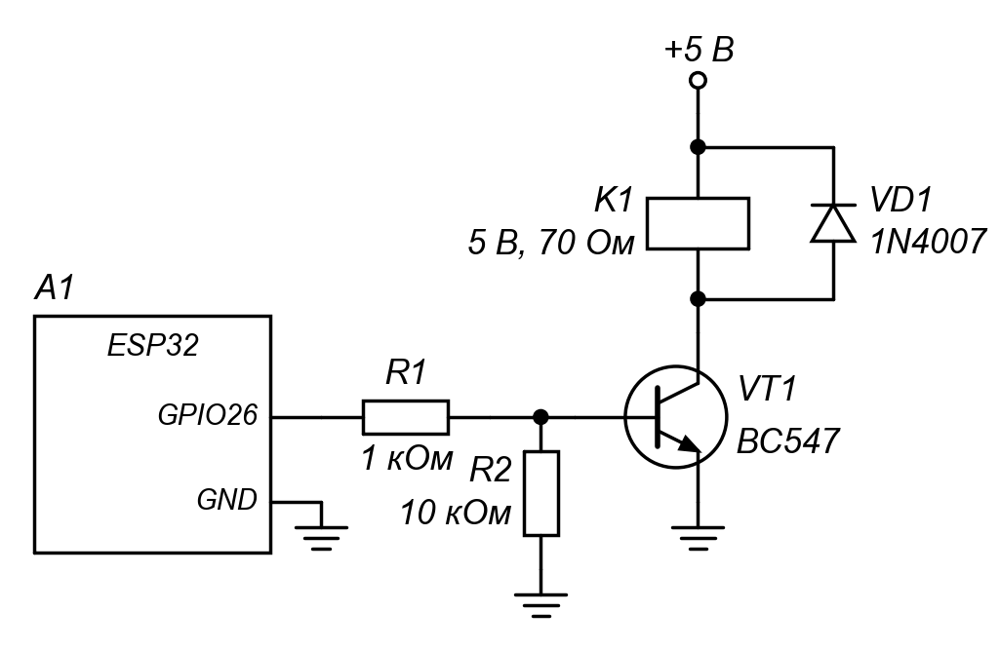 +5 В
K1
5 В, 70 Ом
VD1
1N4007
A1
ESP32
GPIO26
GND
R1
1 кОм
R2
10 кОм
VT1
BC547